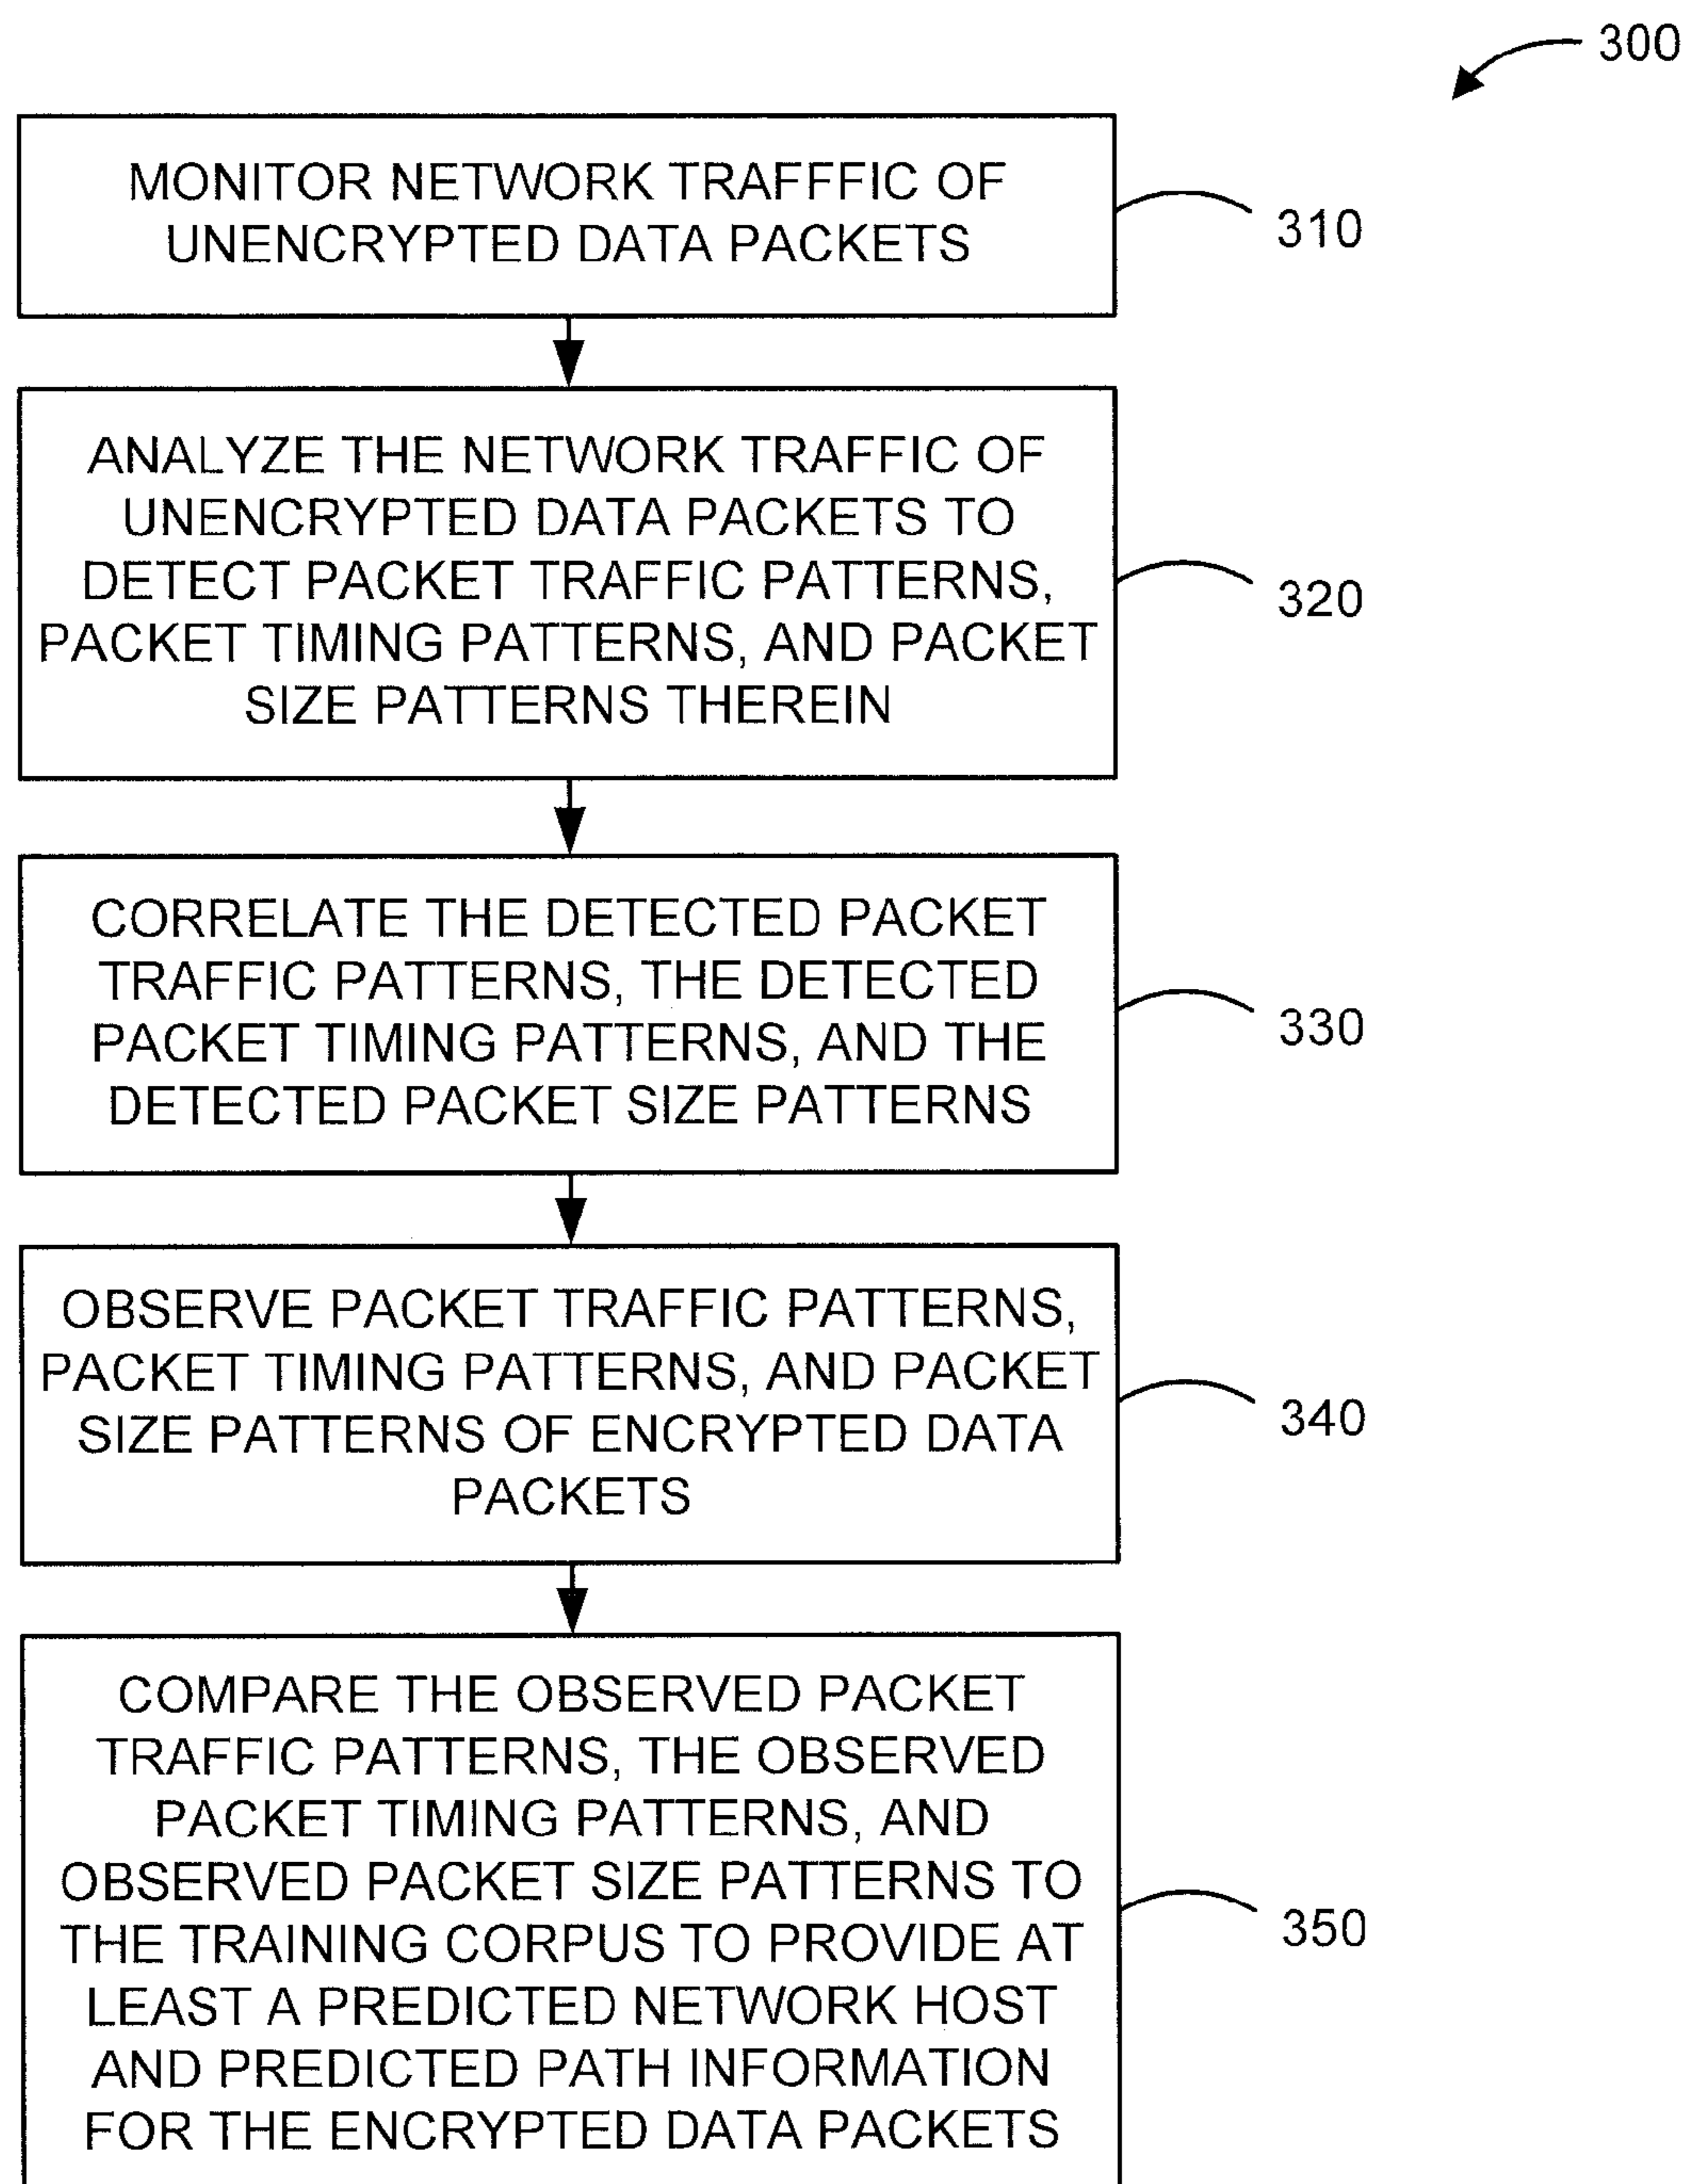 300
MONITOR NETWORK TRAFFFIC OF
UNENCRYPTED DATA PACKETS
310
ANALYZE THE NETWORK TRAFFIC OF
UNENCRYPTED DATA PACKETS TO
DETECT PACKET TRAFFIC PATTERNS,
PACKET TIMING PATTERNS, AND PACKET
SIZE PATTERNS THEREIN
320
CORRELATE THE DETECTED PACKET
TRAFFIC PATTERNS, THE DETECTED
PACKET TIMING PATTERNS, AND THE
DETECTED PACKET SIZE PATTERNS
330
OBSERVE PACKET TRAFFIC PATTERNS,
PACKET TIMING PATTERNS, AND PACKET
SIZE PATTERNS OF ENCRYPTED DATA
PACKETS
340
COMPARE THE OBSERVED PACKET
TRAFFIC PATTERNS, THE OBSERVED
PACKET TIMING PATTERNS, AND
OBSERVED PACKET SIZE PATTERNS TO
THE TRAINING CORPUS TO PROVIDE AT
LEAST A PREDICTED NETWORK HOST
AND PREDICTED PATH INFORMATION
FOR THE ENCRYPTED DATA PACKETS
350